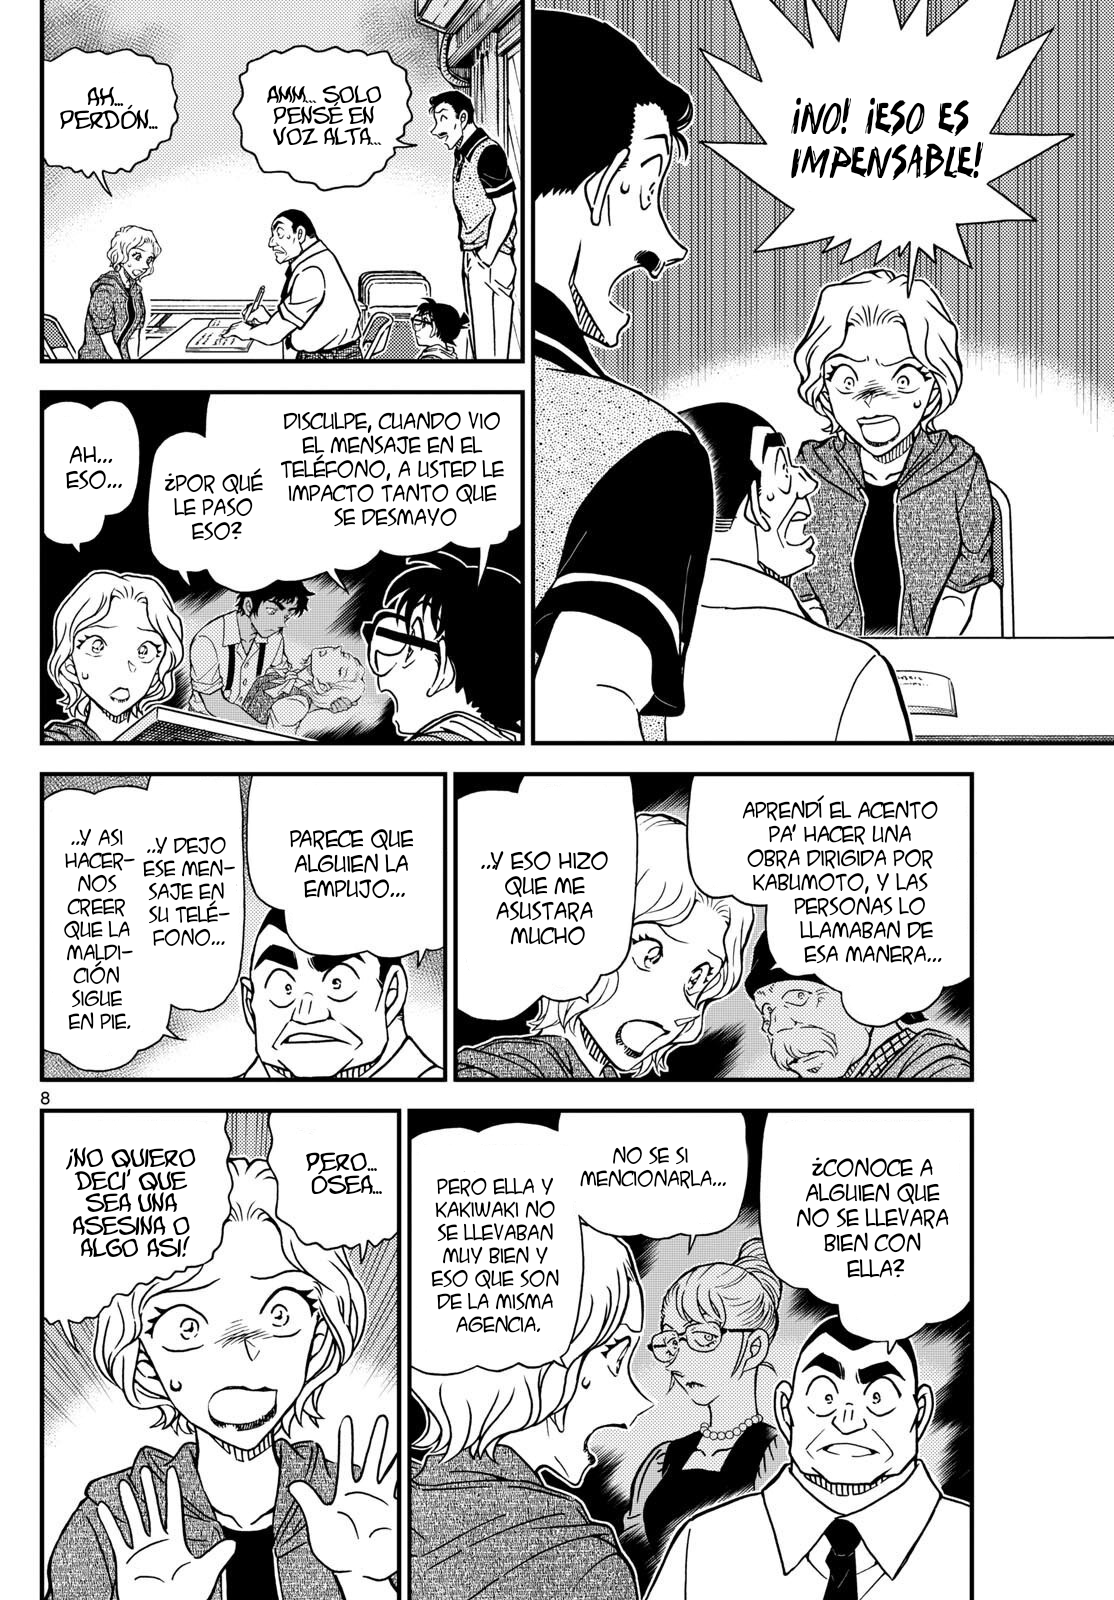 ¡NO! ¡ESO ES
IMPENSABLE!
AMM... SOLO
PENSÉ EN
VOZ ALTA...
AH...
PERDÓN...
DISCULPE, CUANDO VIO
EL MENSAJE EN EL
TELÉFONO, A USTED LE
IMPACTO TANTO QUE
SE DESMAYO
¿POR QUÉ
LE PASO
ESO?
AH...
ESO...
APRENDÍ EL ACENTO
PA' HACER UNA
OBRA DIRIGIDA POR
KABUMOTO, Y LAS
PERSONAS LO
LLAMABAN DE
ESA MANERA...
...Y ESO HIZO
QUE ME
ASUSTARA
MUCHO
PARECE QUE
ALGUIEN LA
EMPUJO...
...Y DEJO
ESE MEN-
SAJE EN
SU TELÉ-
FONO...
...Y ASI
HACER-
NOS
CREER
QUE LA
MALDI-
CIÓN
SIGUE
EN PIE.
8
¿CONOCE A
ALGUIEN QUE
NO SE LLEVARA
BIEN CON
ELLA?
NO SE SI
MENCIONARLA...
PERO ELLA Y
KAKIWAKI NO
SE LLEVABAN
MUY BIEN Y
ESO QUE SON
DE LA MISMA
AGENCIA.
PERO...
ÓSEA...
¡NO QUIERO
DECI' QUE
SEA UNA
ASESINA O
ALGO ASI!